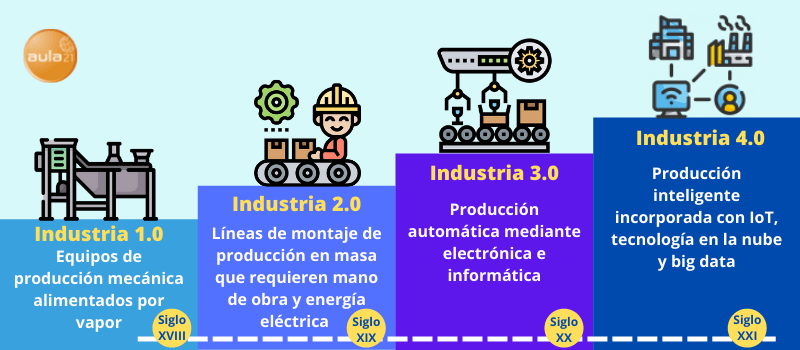 aula21
Industria 1.0
Equipos de
producción mecánica
alimentados por
vapor
Siglo
XVIII
Industria 2.0
Líneas de montaje de
producción en masa
que requieren mano
de obra y energía
eléctrica
Siglo
XIX
Industria 3.0
Producción
automática mediante
electrónica e
informática
Siglo
XX
Industria 4.0
Producción
inteligente
incorporada con IoT,
tecnología en la nube
y big data
Siglo
XXI